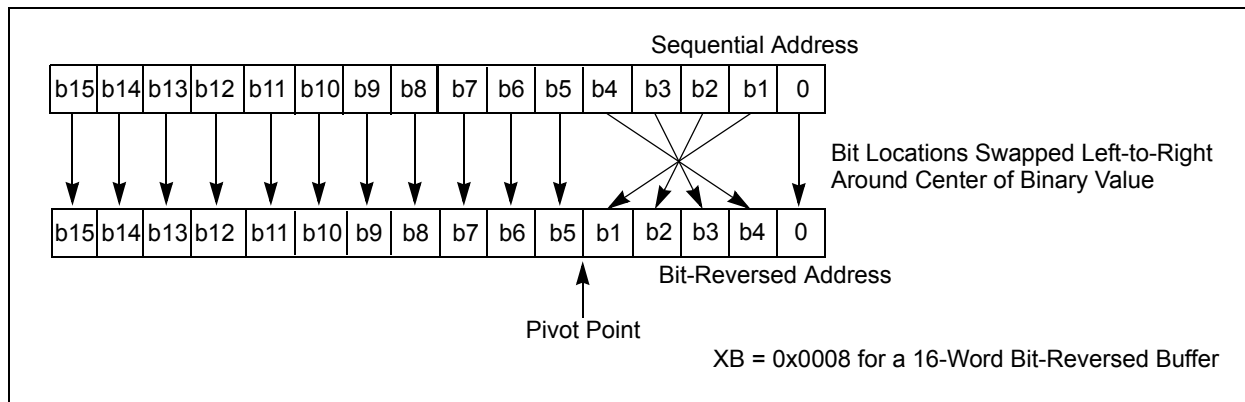 Sequential Address
b15 b14 b13 b12 b11 b10 b9 b8 b7 b6 b5 b4 b3 b2 b1 0
Bit Locations Swapped Left-to-Right
Around Center of Binary Value
b15 b14 b13 b12 b11 b10 b9 b8 b7 b6 b5 b1 b2 b3 b4 0
Bit-Reversed Address
Pivot Point
XB = 0x0008 for a 16-Word Bit-Reversed Buffer